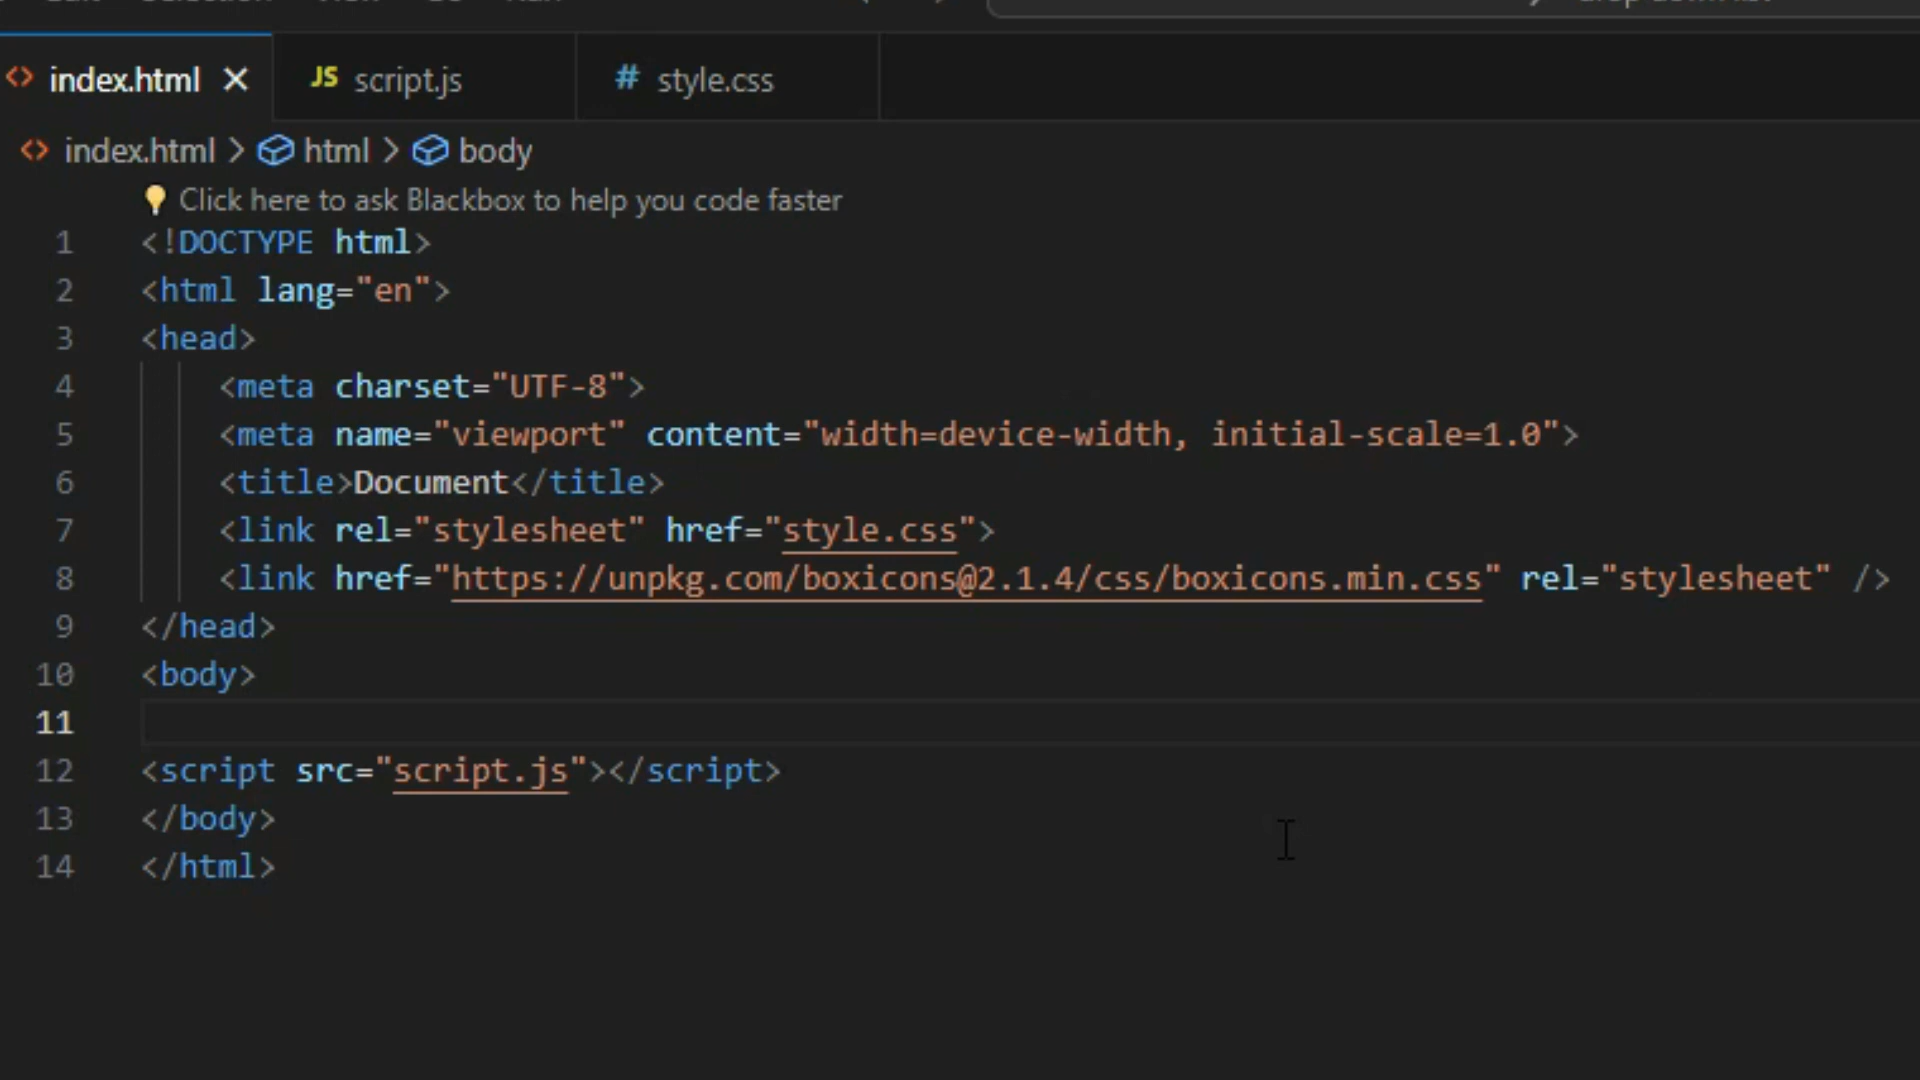 index.html
JS script.js
# style.css
index.html > html > body
Click here to ask Blackbox to help you code faster
1 <!DOCTYPE html>
2 <html lang="en">
3 <head>
4 <meta charset="UTF-8">
5 <meta name="viewport" content="width=device-width, initial-scale=1.0">
6 <title>Document</title>
7 <link rel="stylesheet" href="style.css">
8 <link href="https://unpkg.com/boxicons@2.1.4/css/boxicons.min.css" rel="stylesheet" />
9 </head>
10 <body>
11
12 <script src="script.js"></script>
13 </body>
14 </html>